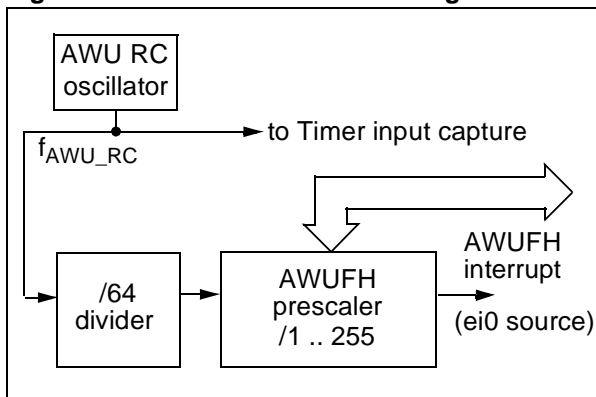 AWU RC
oscillator
to Timer input capture
fAWU_RC
AWUFH
interrupt
/64
divider
AWUFH
prescaler
/1 .. 255
(ei0 source)